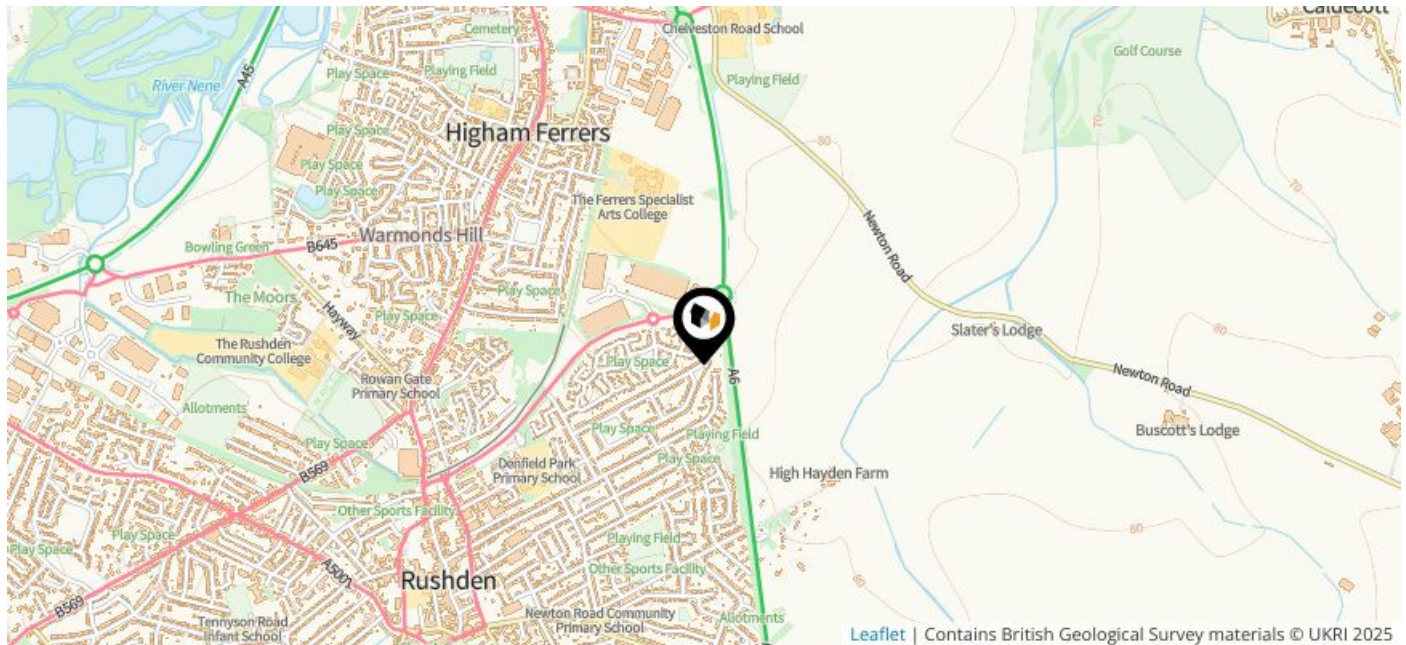 Caldecott
Cemetery
Chelveston Road School
Golf Course
Play Space
Playing Field
River Nene
A45
Playing Field
Play Space
Higham Ferrers
Play Space
80
70
Play Space
The Ferrers Specialist
Arts College
70
Warmonds Hill
Newton Road
Bowling Green
B645
Play Space
The Moors
Hayway
Play Space
Slater's Lodge
80
The Rushden
Community College
Play Space
Rowan Gate
Primary School
A6
Newton Road
Allotments
Play Space
Playing Field
Buscott's Lodge
Play Space
Play Space
B569
Denfield Park
Primary School
High Hayden Farm
Other Sports Facility
Play Space
Playing Field
80
Play Space
A5001
Other Sports Facility
80
Rushden
B569
Tennyson Road
Infant School
Newton Road Community
Primary School
Allotments
Leaflet | Contains British Geological Survey materials © UKRI 2025